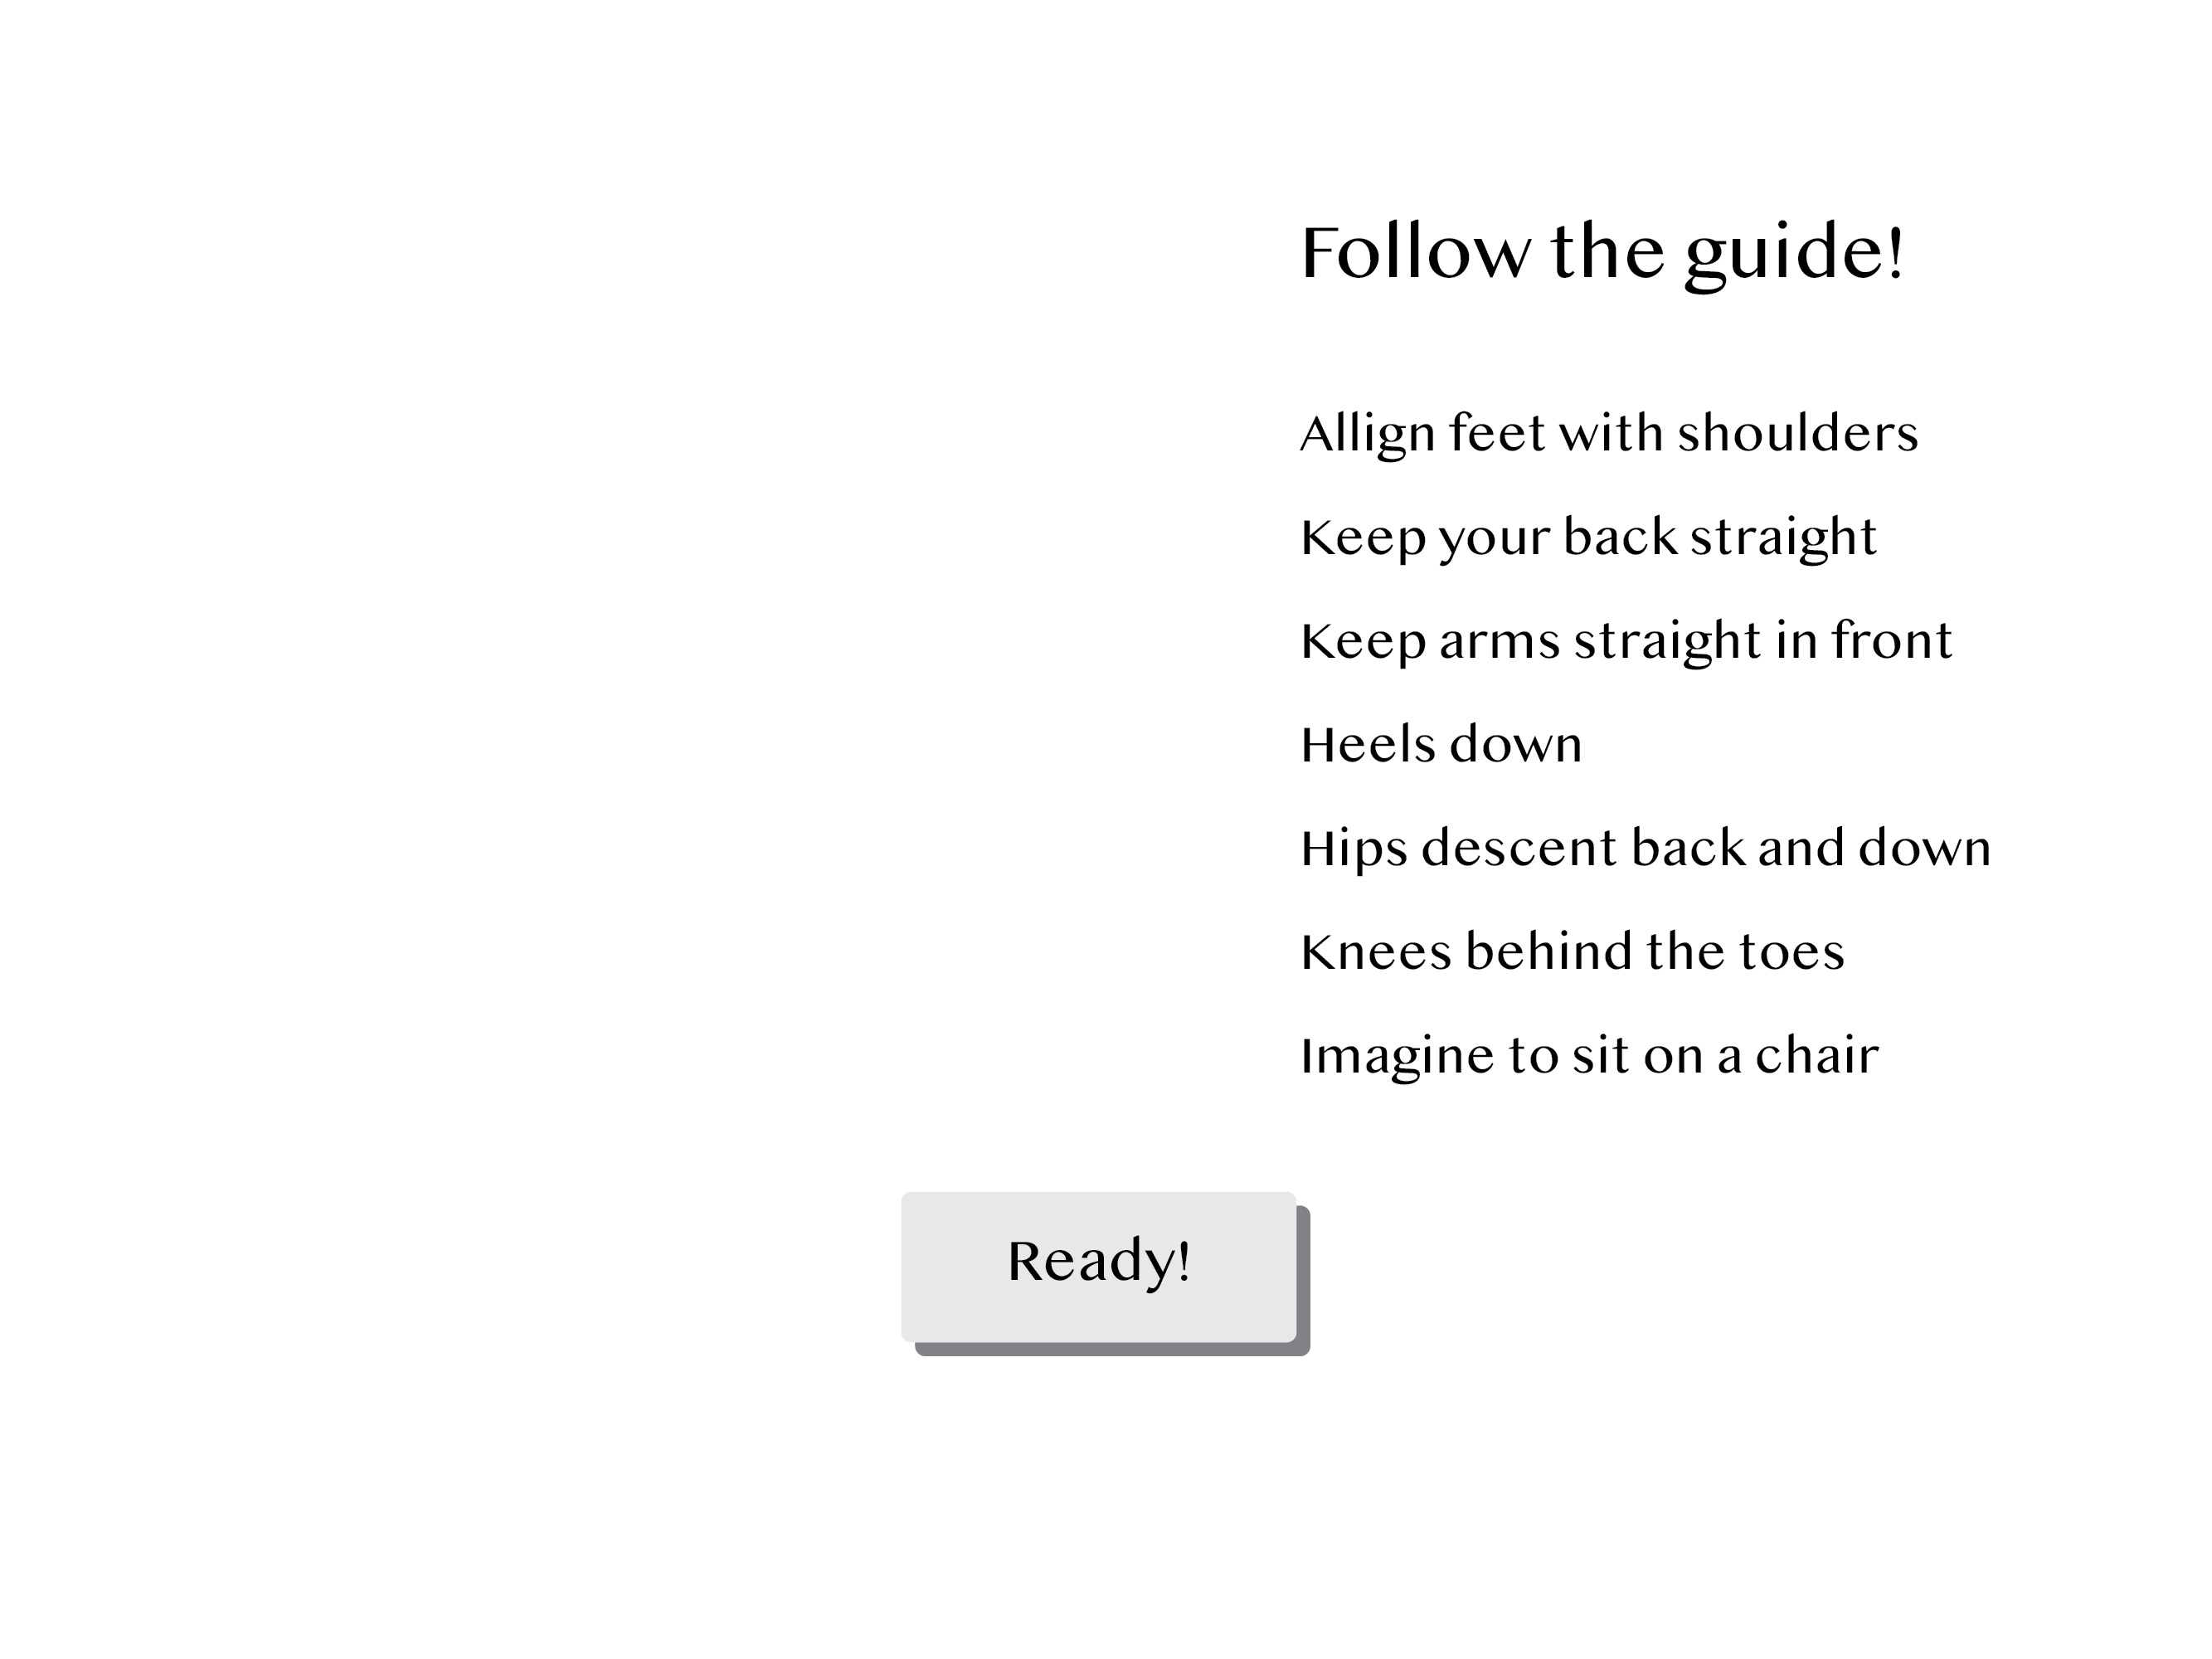 Follow the guide!
Allign feet with shoulders
Keep your back straight
Keep arms straight in front
Heels down
Hips descent back and down
Knees behind the toes
Imagine to sit on a chair
Ready!